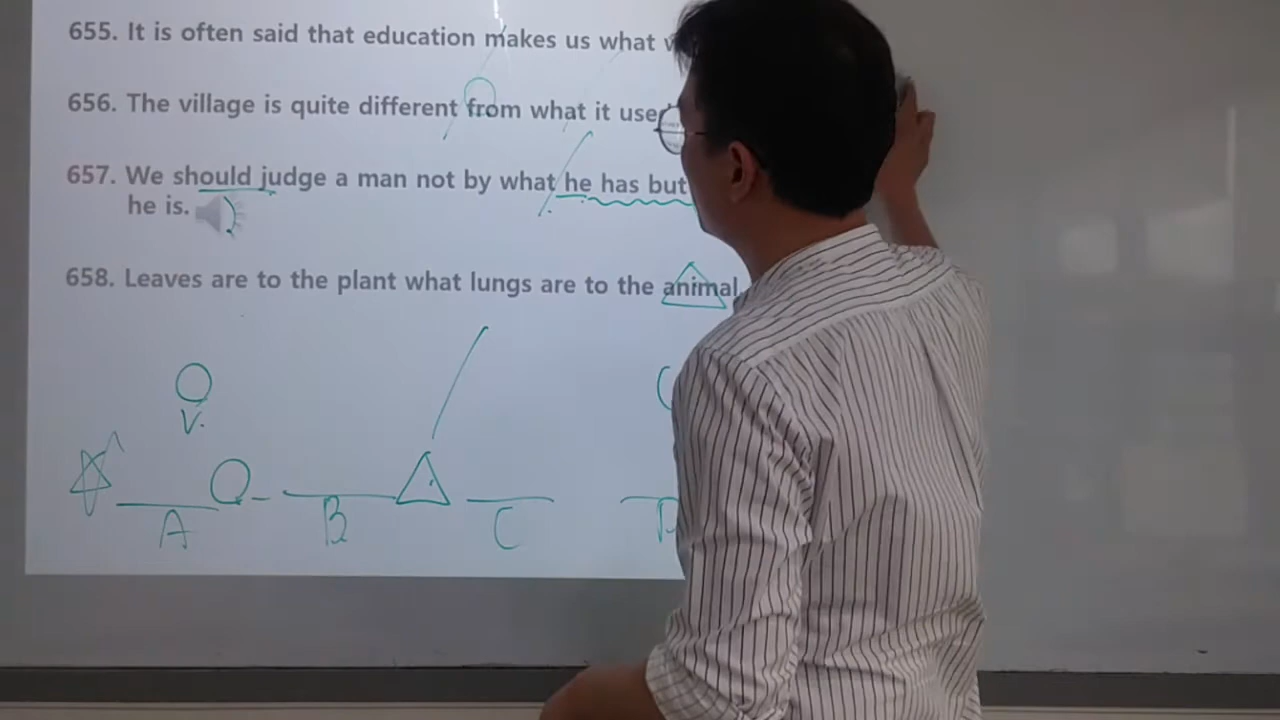 655. It is often said that education makes us what
656. The village is quite different from what it use
657. We should judge a man not by what he has but
he is.
658. Leaves are to the plant what lungs are to the animal
V.
A B C